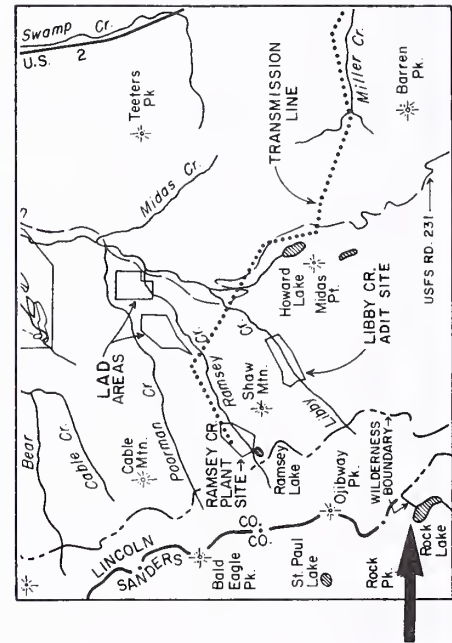 Swamp Cr.
U.S. 2
Teeters
Pk
Midas Cr.
TRANSMISSION
LINE
Miller Cr.
Barren Pk.
Bear
Cable Cr.
Cable
Mtn.
LAD
AREAS
Poorman Cr
Ramsey Cr.
Howard
Lake
Midas
Pt.
USFS RD. 231
RAMSEY CR.
PLANT
SITE
Shaw
Mtn.
Libby Cr.
LIBBY CR.
ADIT SITE
Ramsey
Lake
LINCOLN CO.
SANDERS CO.
Bald
Eagle
Pk.
St. Paul
Lake
Ojibway
Pk.
WILDERNESS
BOUNDARY
Rock
Pk.
Rock
Lake